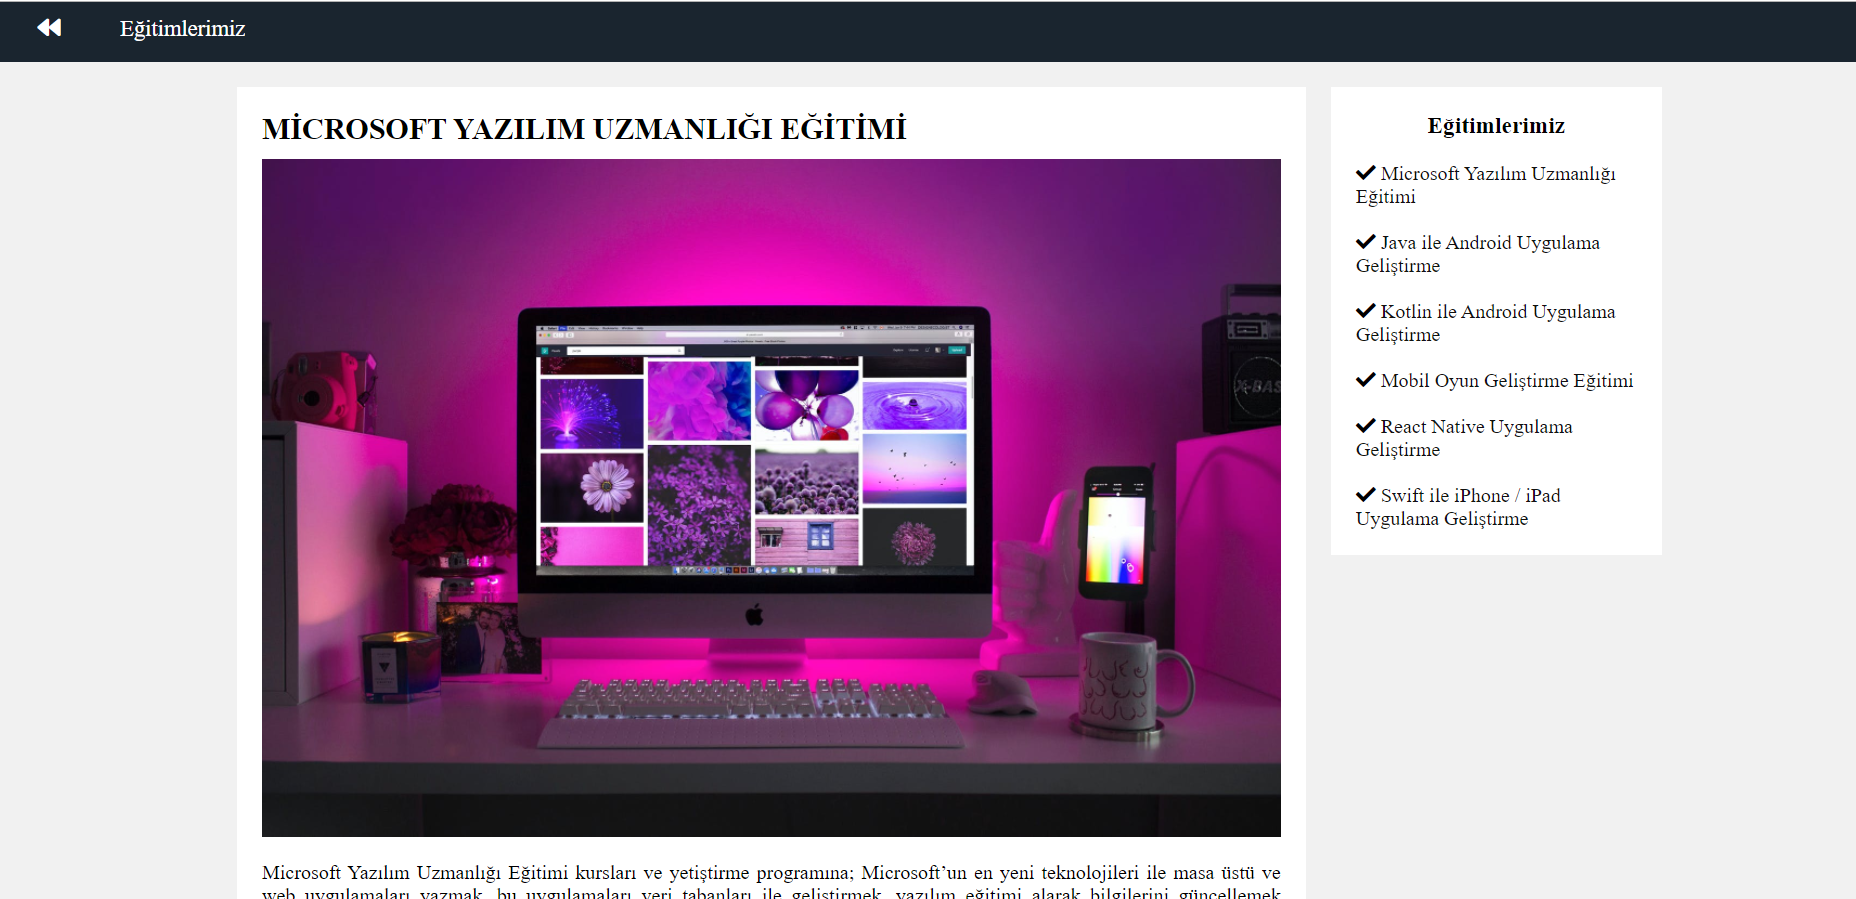 Eğitimlerimiz
MİCROSOFT YAZILIM UZMANLIĞI EĞİTİMİ
X-BAS
Microsoft Yazılım Uzmanlığı Eğitimi kursları ve yetiştirme programına; Microsoft’un en yeni teknolojileri ile masa üstü ve
web uygulamaları yazmak, bu uygulamaları veri tabanları ile geliştirmek, yazılım eğitimi alarak bilgilerini güncellemek
Eğitimlerimiz
Microsoft Yazılım Uzmanlığı
Eğitimi
Java ile Android Uygulama
Geliştirme
Kotlin ile Android Uygulama
Geliştirme
Mobil Oyun Geliştirme Eğitimi
React Native Uygulama
Geliştirme
Swift ile iPhone / iPad
Uygulama Geliştirme